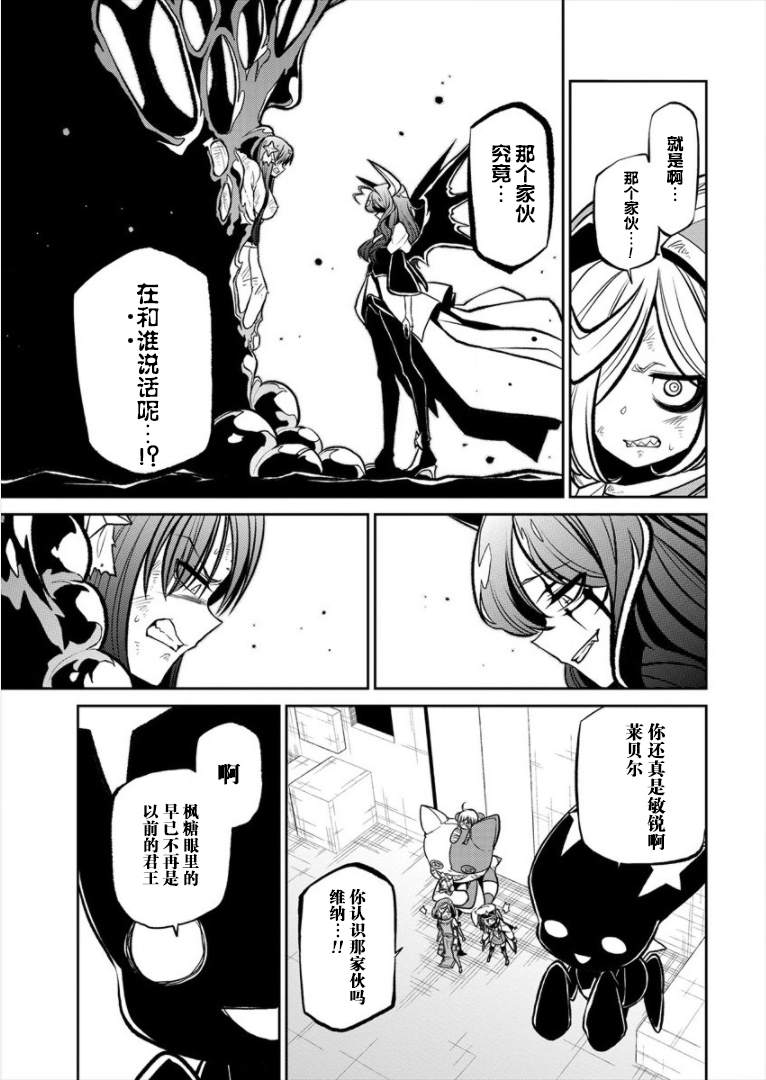 就是啊…
那个家伙…!
那个家伙
究竟…
在和谁说话呢…!?
你还真是敏锐啊
莱贝尔
你认识那家伙吗
维纳…!!
啊
枫糖眼里的
早已不再是
以前的君王